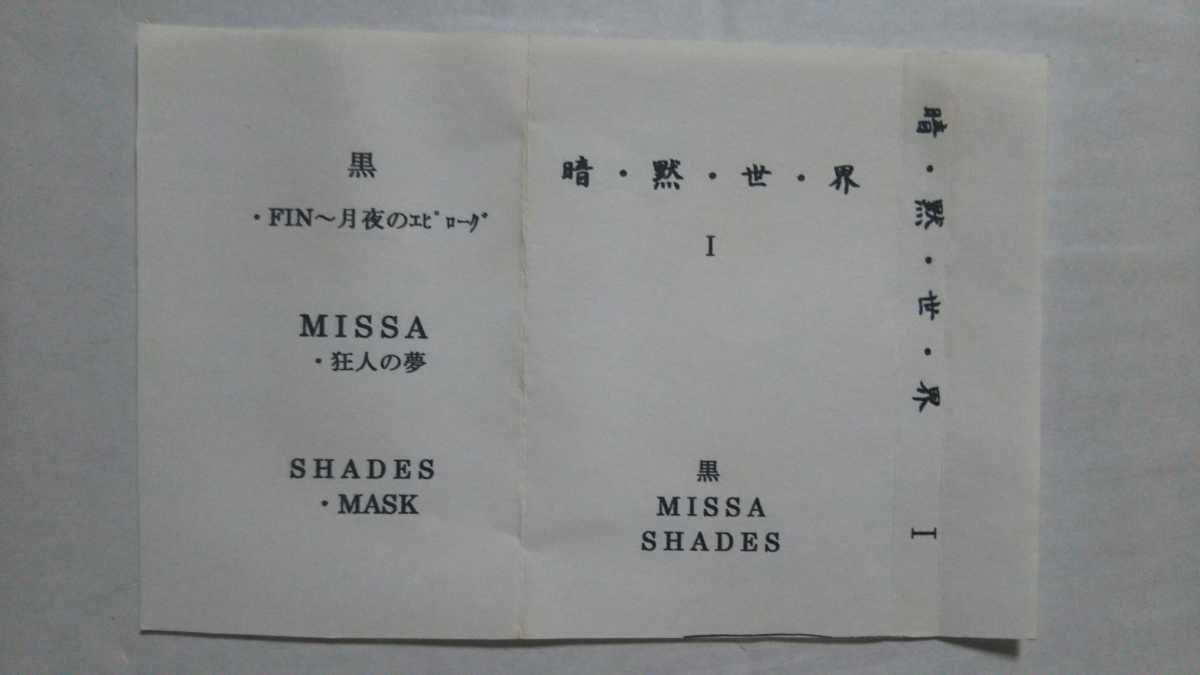 黒
・FIN～月夜のｴﾋﾟﾛｰｸﾞ
MISSA
・狂人の夢
SHADES
・MASK
暗・黙・世・界
I
黒
MISSA
SHADES
暗・黙・世・界 I